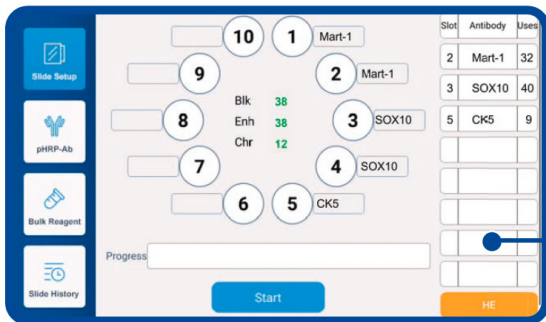 Slide Setup
pHRP-Ab
Bulk Reagent
Slide History
10 1 Mart-1
9 2 Mart-1
8 3 SOX10
7 4 SOX10
6 5 CK5
Blk 38
Enh 38
Chr 12
Progress
Start
Slot Antibody Uses
2 Mart-1 32
3 SOX10 40
5 CK5 9
HE